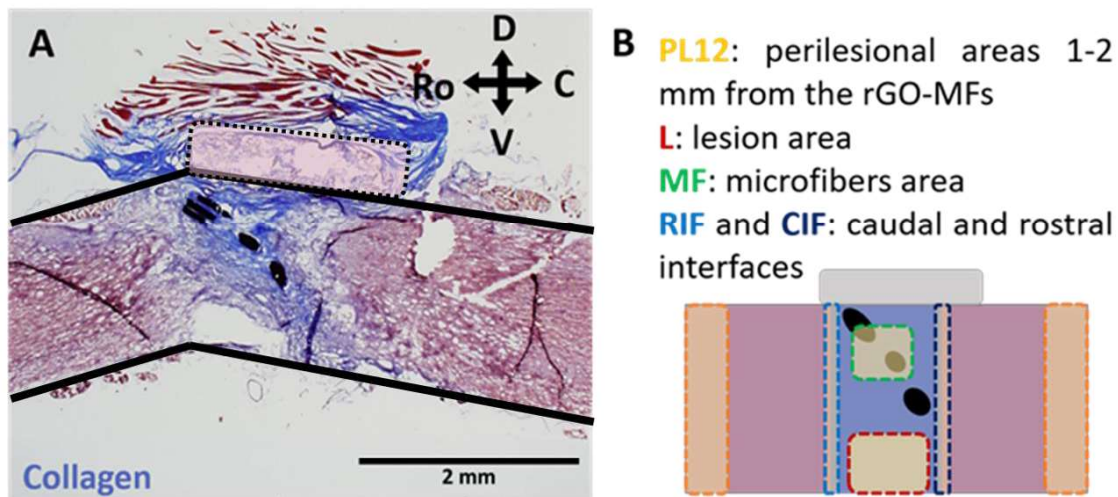 A
D
Ro
C
V
Collagen
2 mm
B
PL12: perilesional areas 1-2
mm from the rGO-MFs
L: lesion area
MF: microfibers area
RIF and CIF: caudal and rostral
interfaces